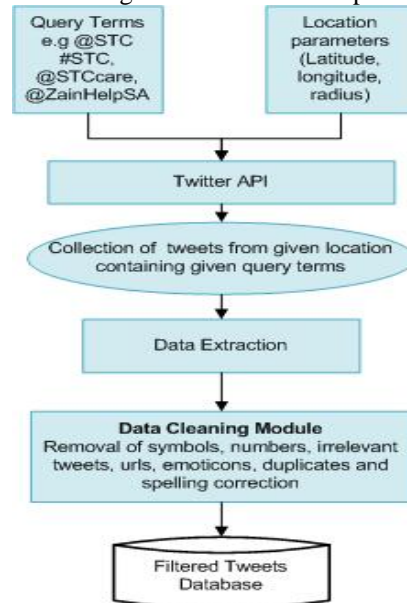 Query Terms
e.g @STC
#STC,
@STCcare,
@ZainHelpSA
Location
parameters
(Latitude,
longitude,
radius)
Twitter API
Collection of tweets from given location
containing given query terms
Data Extraction
Data Cleaning Module
Removal of symbols, numbers, irrelevant
tweets, urls, emoticons, duplicates and
spelling correction
Filtered Tweets
Database